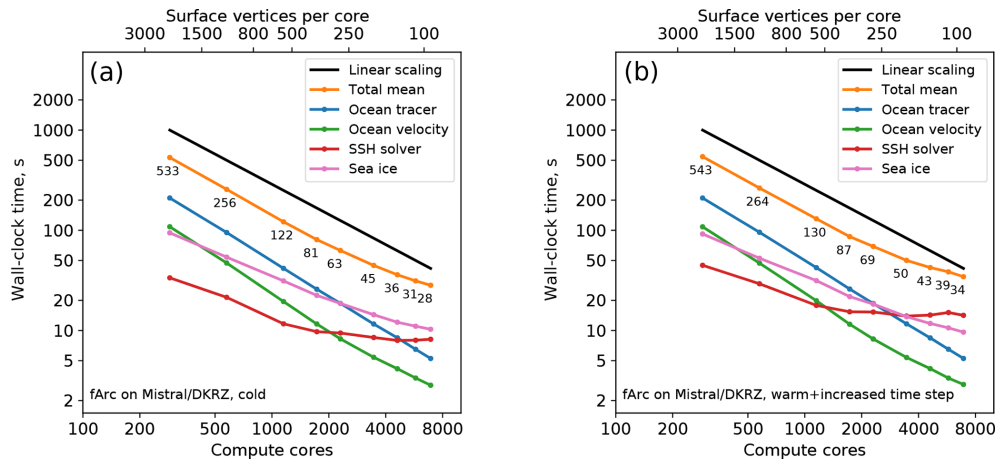 Surface vertices per core
3000 1500 800 500 250 100
(a)
Linear scaling
Total mean
Ocean tracer
Ocean velocity
SSH solver
Sea ice
2000
1000
500
200
100
50
20
10
5
2
Wall-clock time, s
533
256
122
81
63
45
36
31
28
fArc on Mistral/DKRZ, cold
100 200 500 1000 2000 4000 8000
Compute cores
Surface vertices per core
3000 1500 800 500 250 100
(b)
Linear scaling
Total mean
Ocean tracer
Ocean velocity
SSH solver
Sea ice
2000
1000
500
200
100
50
20
10
5
2
Wall-clock time, s
543
264
130
87
69
50
43
39
34
fArc on Mistral/DKRZ, warm+increased time step
100 200 500 1000 2000 4000 8000
Compute cores